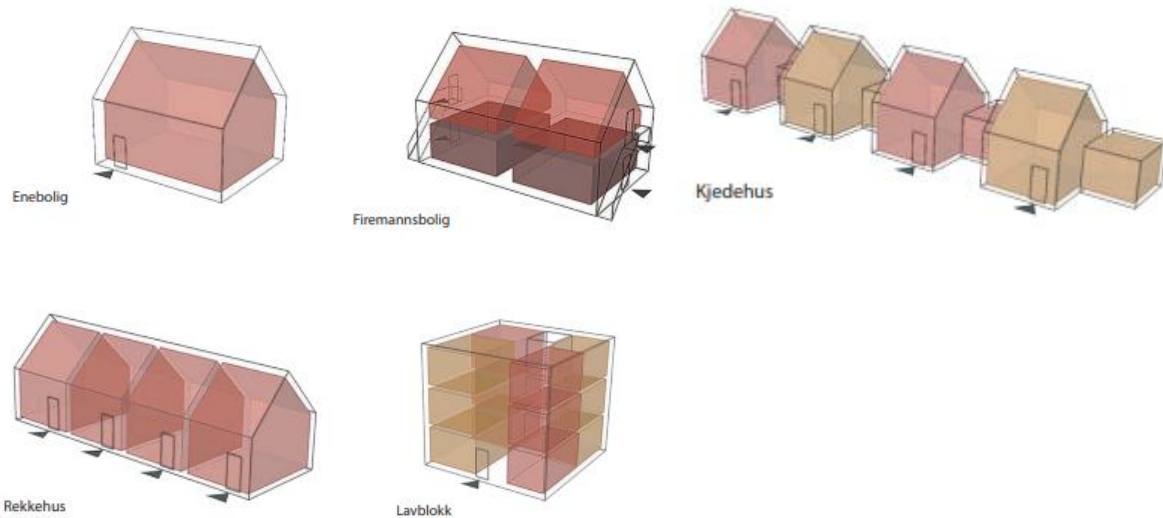 Enebolig
Firemannsbolig
Kjedehus
Rekkehus
Lavblokk